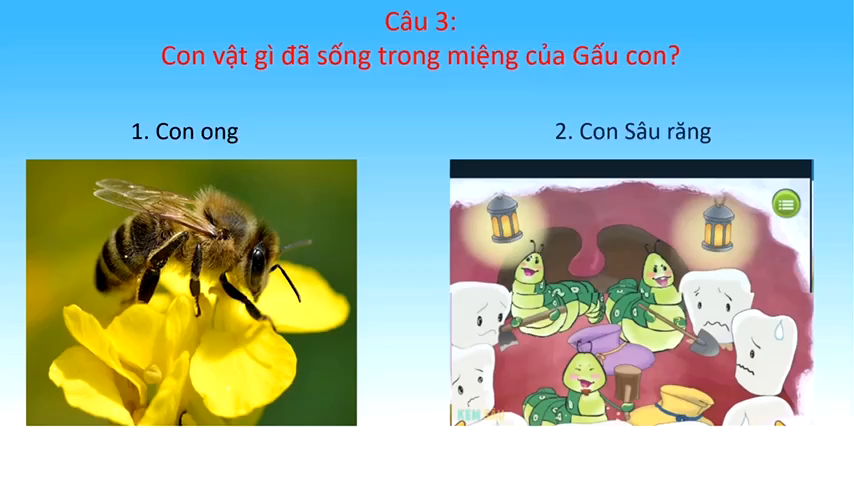 Câu 3:
Con vật gì đã sống trong miệng của Gấu con?
1. Con ong
2. Con Sâu răng